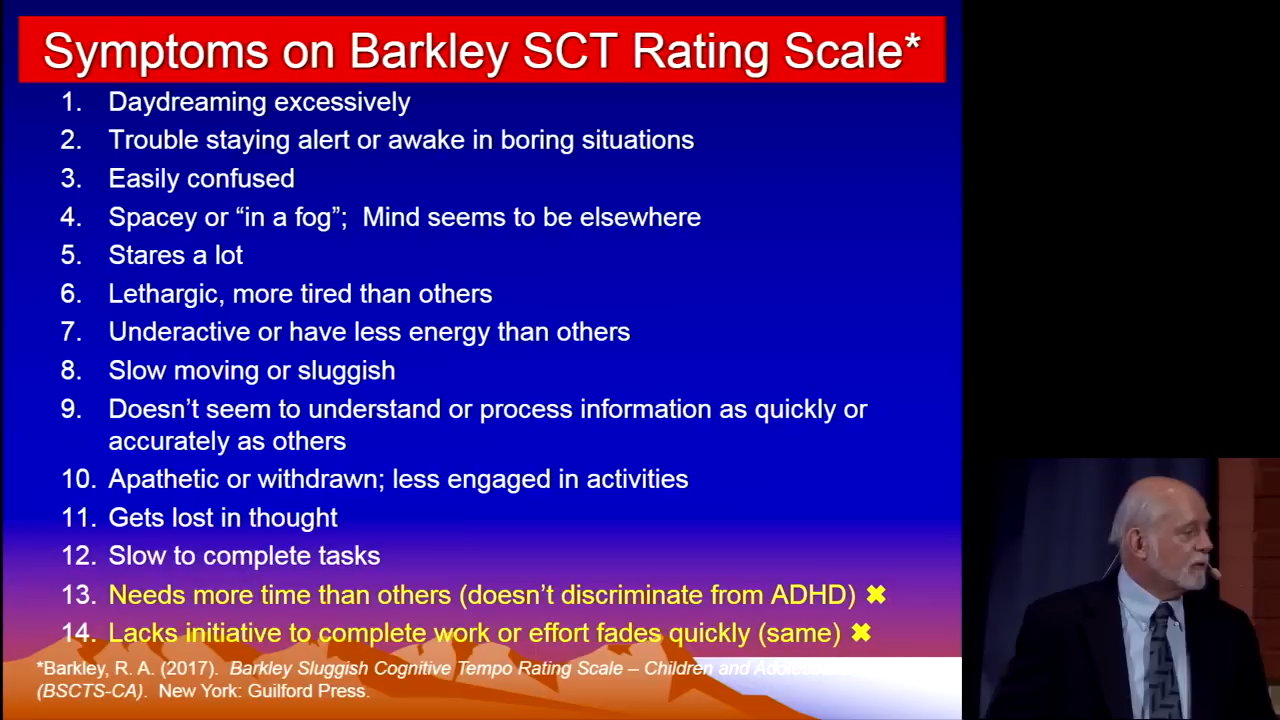 Symptoms on Barkley SCT Rating Scale*
1. Daydreaming excessively
2. Trouble staying alert or awake in boring situations
3. Easily confused
4. Spacey or “in a fog”; Mind seems to be elsewhere
5. Stares a lot
6. Lethargic, more tired than others
7. Underactive or have less energy than others
8. Slow moving or sluggish
9. Doesn’t seem to understand or process information as quickly or
accurately as others
10. Apathetic or withdrawn; less engaged in activities
11. Gets lost in thought
12. Slow to complete tasks
13. Needs more time than others (doesn’t discriminate from ADHD) ✖
14. Lacks initiative to complete work or effort fades quickly (same) ✖
*Barkley, R. A. (2017). Barkley Sluggish Cognitive Tempo Rating Scale – Children and
(BSCTS-CA). New York: Guilford Press.